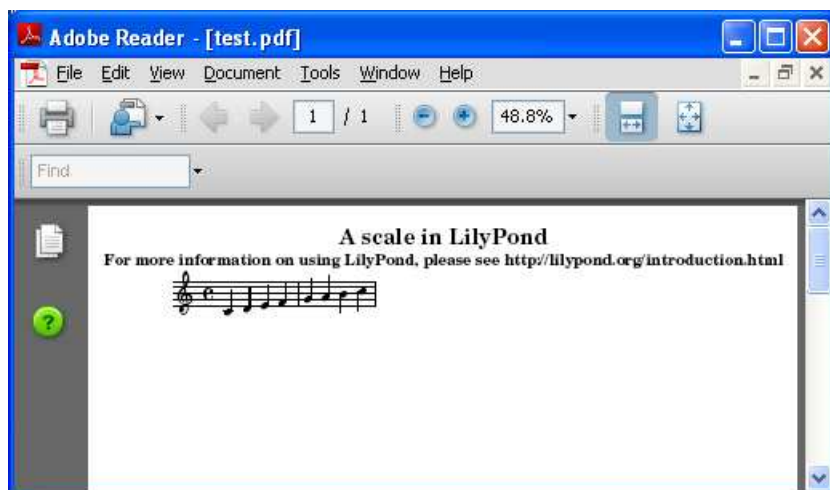 Adobe Reader - [test.pdf]
File Edit View Document Tools Window Help
1 / 1 48.8%
Find
A scale in LilyPond
For more information on using LilyPond, please see http://lilypond.org/introduction.html